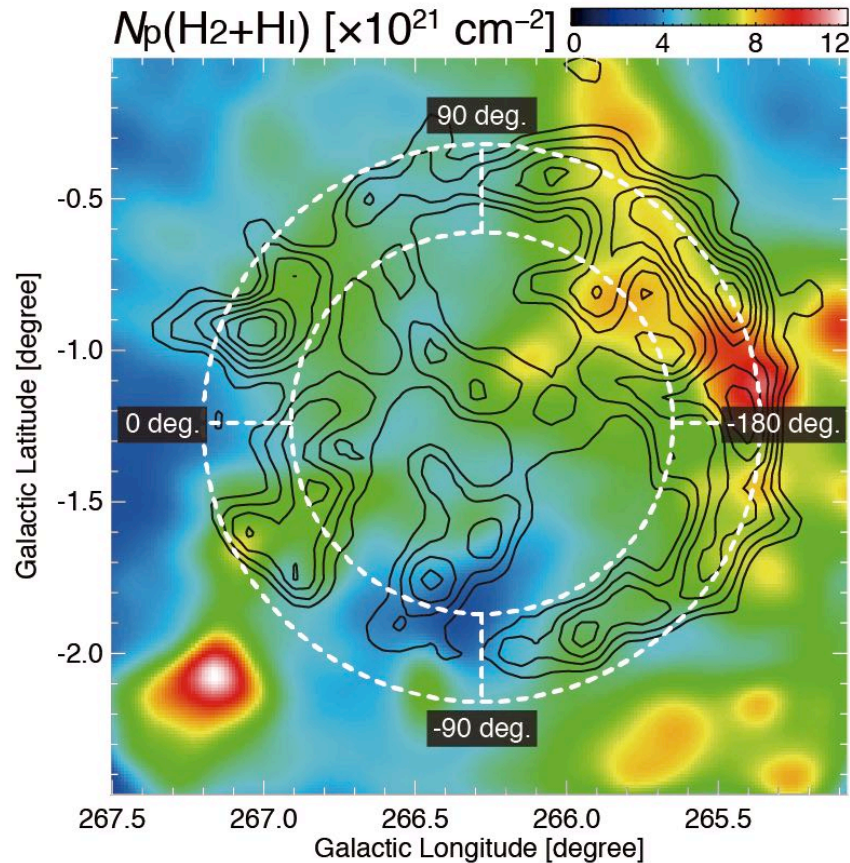 Np(H2+HI) [×10²¹ cm⁻²]
0 4 8 12
90 deg.
-0.5
-1.0
0 deg.
-180 deg.
-1.5
-2.0
-90 deg.
267.5 267.0 266.5 266.0 265.5
Galactic Longitude [degree]
Galactic Latitude [degree]